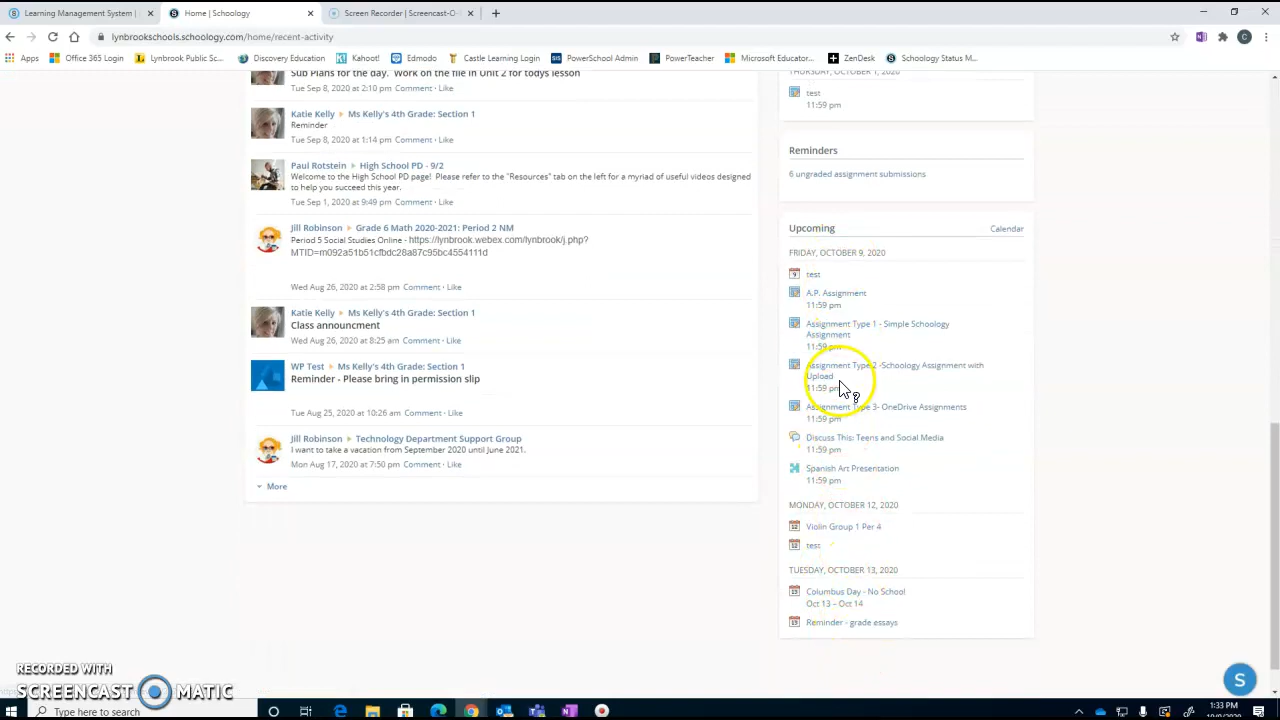 Learning Management System |
Home | Schoology
Screen Recorder | Screencast-O-
lynbrookschools.schoology.com/home/recent-activity
Apps
Office 365 Login
Lynbrook Public Sc...
Discovery Education
Kahoot!
Edmodo
Castle Learning Login
PowerSchool Admin
PowerTeacher
Microsoft Educator...
ZenDesk
Schoology Status M...
Sub Plans for the day. Work on the file in Unit 2 for todys lesson
Tue Sep 8, 2020 at 2:10 pm Comment · Like
Katie Kelly Ms Kelly's 4th Grade: Section 1
Reminder
Tue Sep 8, 2020 at 1:14 pm Comment · Like
Paul Rotstein High School PD - 9/2
Welcome to the High School PD page! Please refer to the "Resources" tab on the left for a myriad of useful videos designed
to help you succeed this year.
Tue Sep 1, 2020 at 9:49 pm Comment · Like
Jill Robinson Grade 6 Math 2020-2021: Period 2 NM
Period 5 Social Studies Online - https://lynbrook.webex.com/lynbrook/j.php?
MTID=m092a51b51cfbdc28a87c95bc4554111d
Wed Aug 26, 2020 at 2:58 pm Comment · Like
Katie Kelly Ms Kelly's 4th Grade: Section 1
Class announcment
Wed Aug 26, 2020 at 8:25 am Comment · Like
WP Test Ms Kelly's 4th Grade: Section 1
Reminder - Please bring in permission slip
Tue Aug 25, 2020 at 10:26 am Comment · Like
Jill Robinson Technology Department Support Group
I want to take a vacation from September 2020 until June 2021.
Mon Aug 17, 2020 at 7:50 pm Comment · Like
More
THURSDAY, OCTOBER 1, 2020
test
11:59 pm
Reminders
6 ungraded assignment submissions
Upcoming
Calendar
FRIDAY, OCTOBER 9, 2020
9
test
A.P. Assignment
11:59 pm
Assignment Type 1 - Simple Schoology
Assignment
11:59 pm
Assignment Type 2 -Schoology Assignment with
Upload
11:59 pm
Assignment Type 3- OneDrive Assignments
11:59 pm
Discuss This: Teens and Social Media
11:59 pm
Spanish Art Presentation
11:59 pm
MONDAY, OCTOBER 12, 2020
12
Violin Group 1 Per 4
12
test
TUESDAY, OCTOBER 13, 2020
13
Columbus Day - No School
Oct 13 – Oct 14
13
Reminder - grade essays
RECORDED WITH
SCREENCAST MATIC
S
Type here to search
1:33 PM